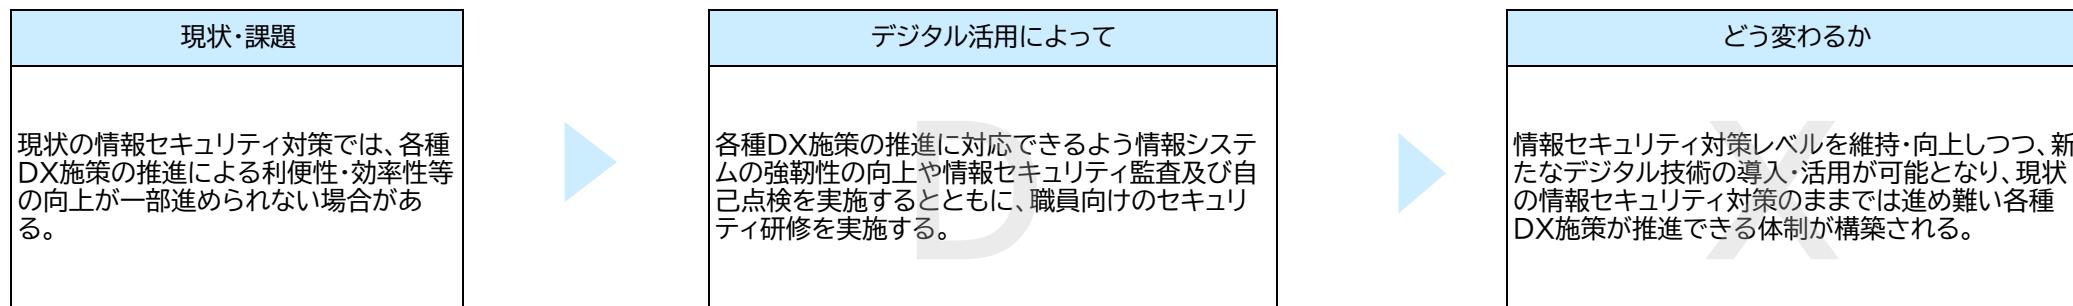 現状・課題
現状の情報セキュリティ対策では、各種
DX施策の推進による利便性・効率性等
の向上が一部進められない場合があ
る。
デジタル活用によって
各種DX施策の推進に対応できるよう情報システ
ムの強靭性の向上や情報セキュリティ監査及び自
己点検を実施するとともに、職員向けのセキュリ
ティ研修を実施する。
D
どう変わるか
情報セキュリティ対策レベルを維持・向上しつつ、新
たなデジタル技術の導入・活用が可能となり、現状
の情報セキュリティ対策のままでは進め難い各種
DX施策が推進できる体制が構築される。
X